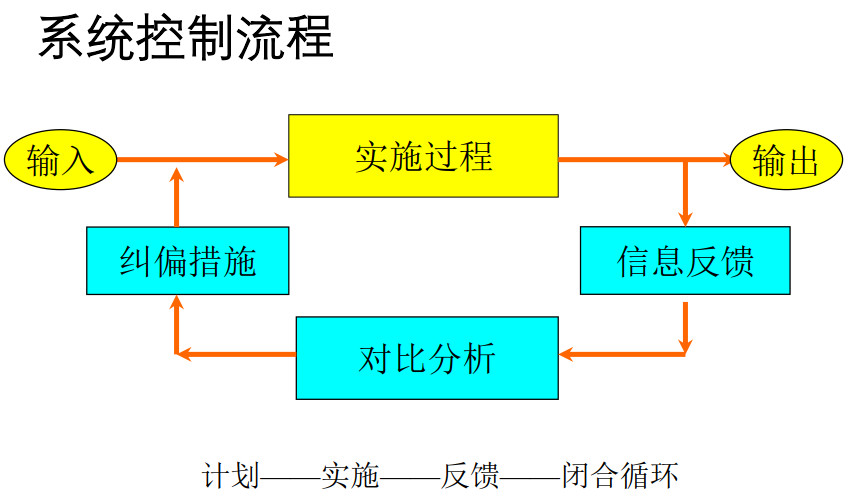 系统控制流程
输入
实施过程
输出
纠偏措施
信息反馈
对比分析
计划——实施——反馈——闭合循环